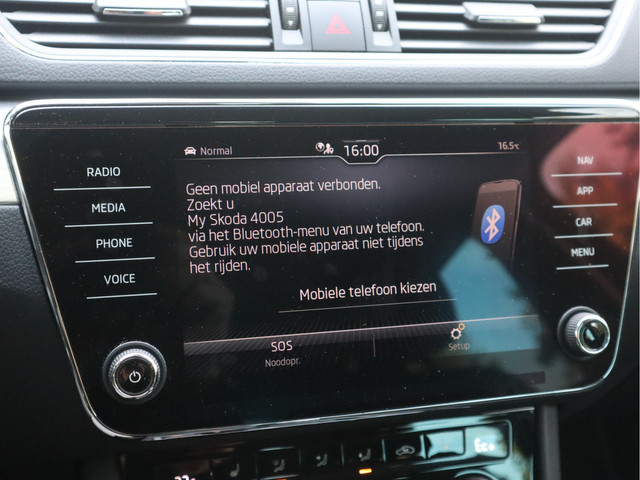 Normal
16:00
16.5°C
RADIO
MEDIA
PHONE
VOICE
Geen mobiel apparaat verbonden.
Zoekt u
My Skoda 4005
via het Bluetooth-menu van uw telefoon.
Gebruik uw mobiele apparaat niet tijdens
het rijden.
Mobiele telefoon kiezen
SOS
Noodopr.
Setup
NAV
APP
CAR
MENU